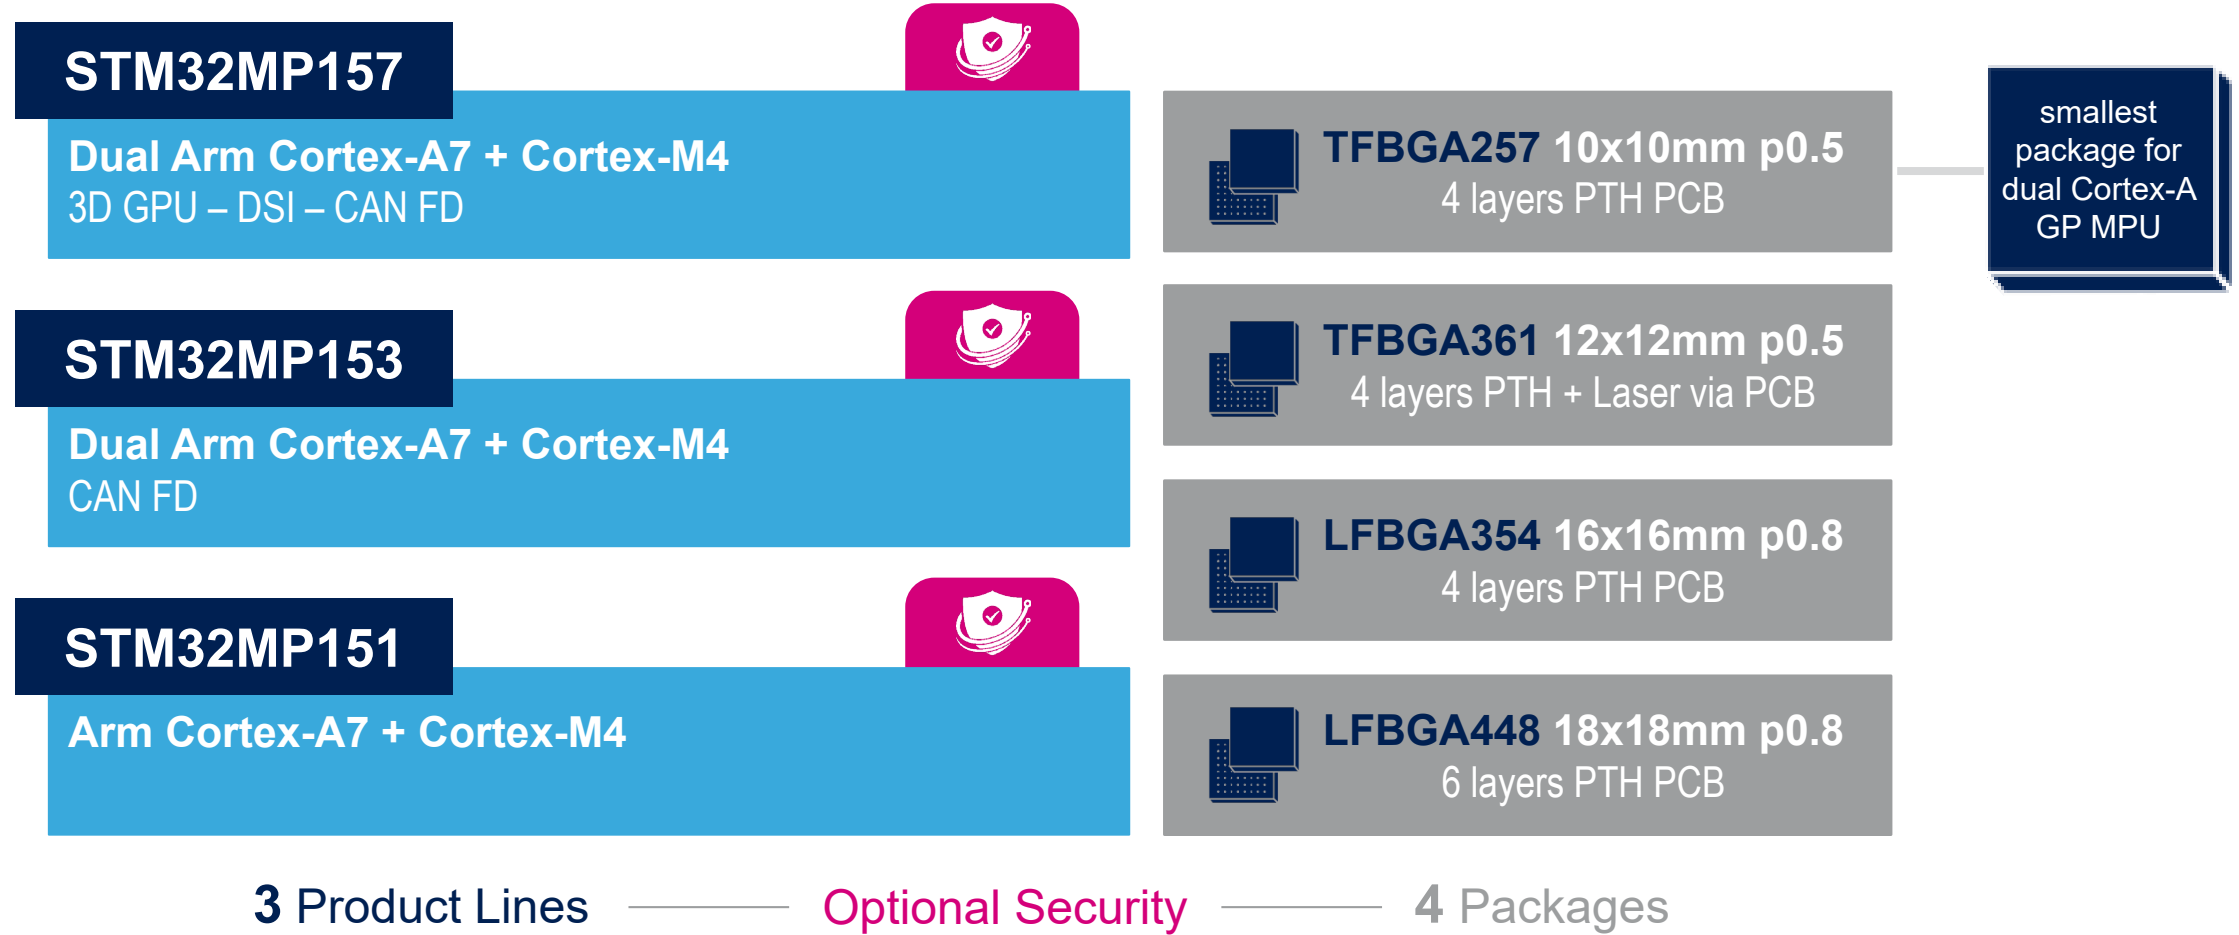 STM32MP157
Dual Arm Cortex-A7 + Cortex-M4
3D GPU – DSI – CAN FD
STM32MP153
Dual Arm Cortex-A7 + Cortex-M4
CAN FD
STM32MP151
Arm Cortex-A7 + Cortex-M4
TFBGA257 10x10mm p0.5
4 layers PTH PCB
TFBGA361 12x12mm p0.5
4 layers PTH + Laser via PCB
LFBGA354 16x16mm p0.8
4 layers PTH PCB
LFBGA448 18x18mm p0.8
6 layers PTH PCB
smallest
package for
dual Cortex-A
GP MPU
3 Product Lines
Optional Security
4 Packages